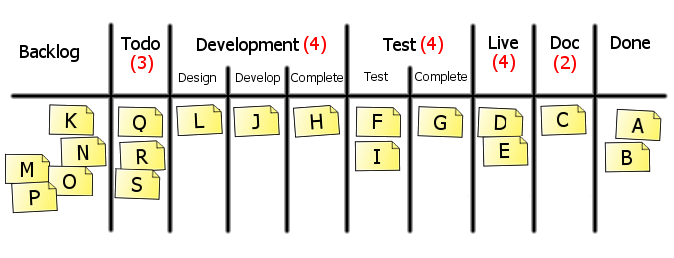 Backlog
Todo
(3)
Development (4)
Test (4)
Live
(4)
Doc
(2)
Done
Design
Develop
Complete
Test
Complete
K
N
M
O
P
Q
R
S
L
J
H
F
I
G
D
E
C
A
B